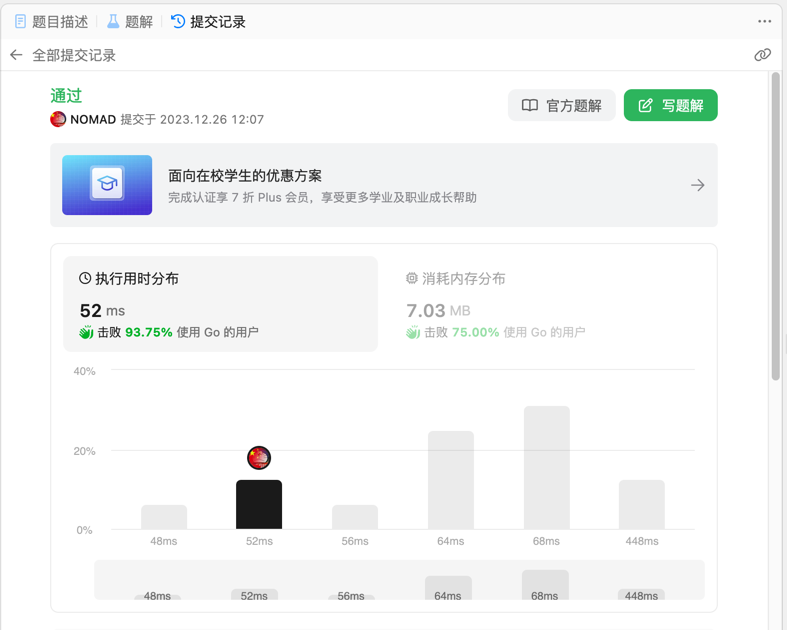 题目描述 题解 提交记录
全部提交记录
通过
NOMAD 提交于 2023.12.26 12:07
官方题解 写题解
面向在校学生的优惠方案
完成认证享 7 折 Plus 会员，享受更多学业及职业成长帮助
执行用时分布 消耗内存分布
52 ms 7.03 MB
击败 93.75% 使用 Go 的用户 击败 75.00% 使用 Go 的用户
40%
20%
0%
48ms 52ms 56ms 64ms 68ms 448ms
48ms 52ms 56ms 64ms 68ms 448ms